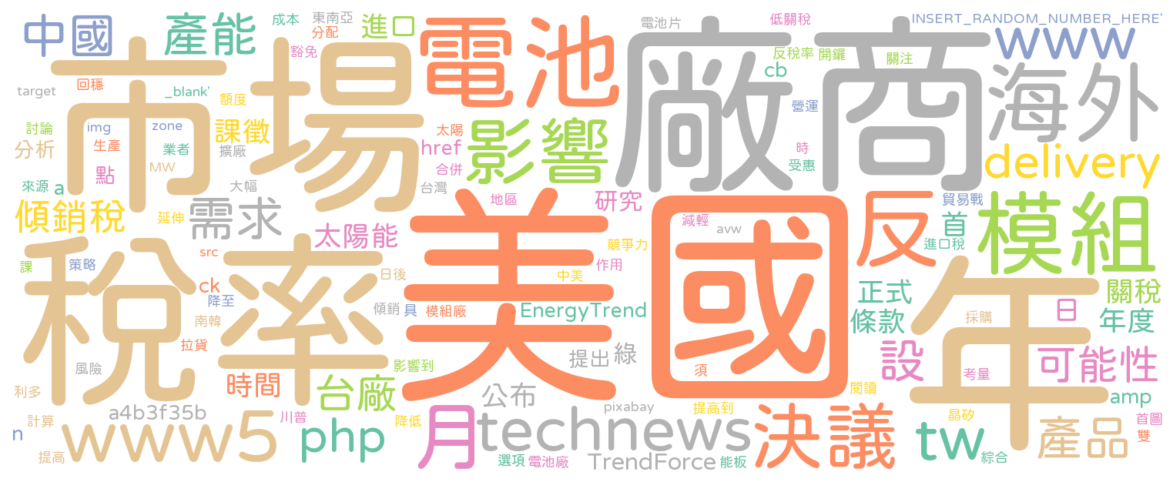 中國
產能
成本
東南亞
分配
進口
豁免
電池
電池片
廠商
低關稅
反稅率
開鑼
關注
cb
INSERT_RANDOM_NUMBER_HERE'
www
海外
target
回穩
_blank'
額度
市場
討論
img
zone
課徵
分析
生產
業者
擴廠
MW
點
太陽
href
合併
影響
營運
時
受惠
delivery
來源
a
大幅
台灣
傾銷稅
延伸
需求
太陽能
地區
研究
減輕
avw
反
貿易戰
首
進口稅
模組
課
策略
src
稅率
ck
降至
日後
美國
競爭力
作用
中美
正式
條款
年
關稅
年度
日
採購
南韓
拉貨
傾銷
具
模組廠
EnergyTrend
風險
時間
影響到
提出
綠
須
設
考量
可能性
利多
台廠
公布
閱讀
amp
a4b3f35b
計算
川普
降低
pixabay
提高到
晶矽
首圖
n
www5
php
月
technews
決議
tw
產品
雙
提高
選項
電池廠
TrendForce
能板
綜合